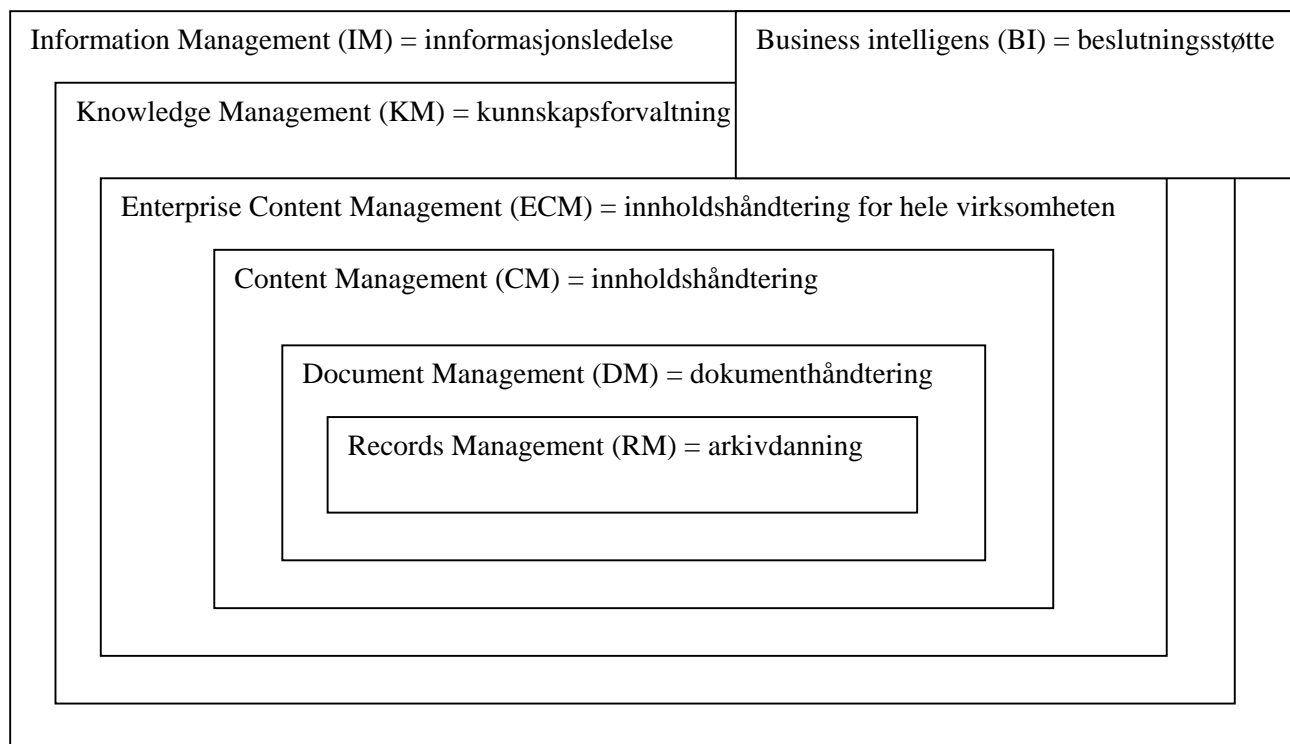 Information Management (IM) = innformasjonsledelse
Business intelligens (BI) = beslutningsstøtte
Knowledge Management (KM) = kunnskapsforvaltning
Enterprise Content Management (ECM) = innholdshåndtering for hele virksomheten
Content Management (CM) = innholdshåndtering
Document Management (DM) = dokumenthåndtering
Records Management (RM) = arkivdanning